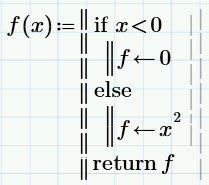 f(x):=‖ if x<0
‖ f←0
else
‖ f←x²
return f